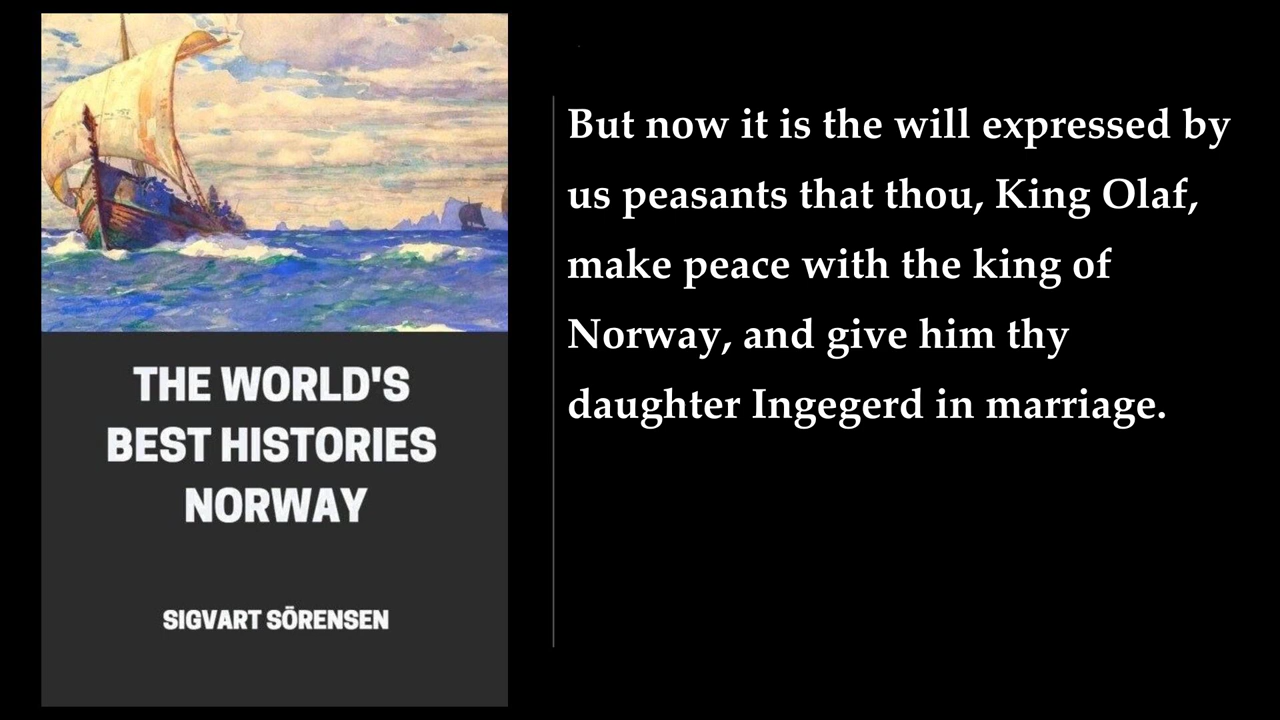 THE WORLD'S
BEST HISTORIES
NORWAY
SIGVART SÖRENSEN
But now it is the will expressed by
us peasants that thou, King Olaf,
make peace with the king of
Norway, and give him thy
daughter Ingegerd in marriage.